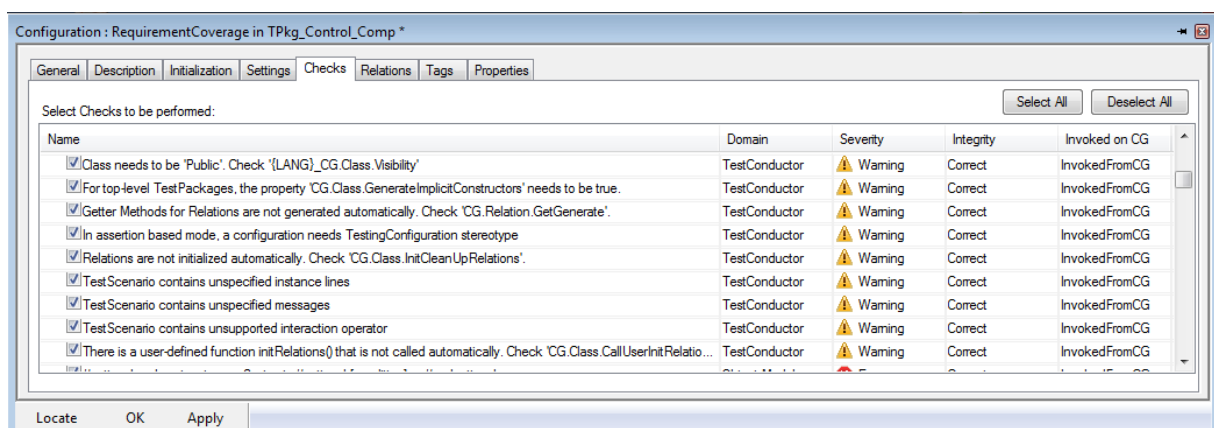 Configuration : RequirementCoverage in TPkg_Control_Comp *
General Description Initialization Settings Checks Relations Tags Properties
Select Checks to be performed: Select All Deselect All
Name Domain Severity Integrity Invoked on CG
Class needs to be 'Public'. Check '{LANG}_CG.Class.Visibility' TestConductor Warning Correct InvokedFromCG
For top-level TestPackages, the property 'CG.Class.GenerateImplicitConstructors' needs to be true. TestConductor Warning Correct InvokedFromCG
Getter Methods for Relations are not generated automatically. Check 'CG.Relation.GetGenerate'. TestConductor Warning Correct InvokedFromCG
In assertion based mode, a configuration needs TestingConfiguration stereotype TestConductor Warning Correct InvokedFromCG
Relations are not initialized automatically. Check 'CG.Class.InitCleanUpRelations'. TestConductor Warning Correct InvokedFromCG
TestScenario contains unspecified instance lines TestConductor Warning Correct InvokedFromCG
TestScenario contains unspecified messages TestConductor Warning Correct InvokedFromCG
TestScenario contains unsupported interaction operator TestConductor Warning Correct InvokedFromCG
There is a user-defined function initRelations() that is not called automatically. Check 'CG.Class.CallUserInitRelatio... TestConductor Warning Correct InvokedFromCG
Locate OK Apply